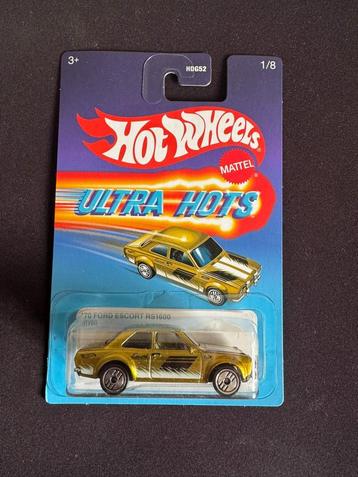 3+
HDG52
1/8
Hot Wheels
MATTEL
ULTRA HOTS
'70 FORD ESCORT RS1600